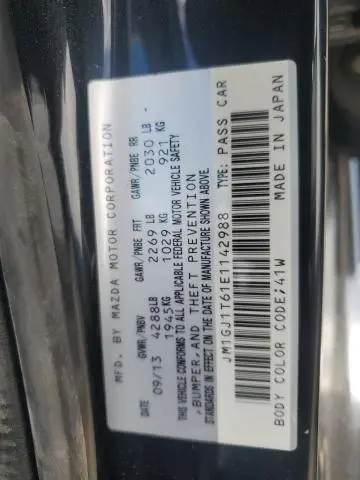 MFD. BY MAZDA MOTOR CORPORATION
DATE GVWR/PNBV GAWR/PNBE FRT GAWR/PNBE RR
09/13 4288LB 2269 LB 2030 LB
1945KG 1029 KG 921 KG
THIS VEHICLE CONFORMS TO ALL APPLICABLE FEDERAL MOTOR VEHICLE SAFETY
,BUMPER,AND THEFT PREVENTION
STANDARDS IN EFFECT ON THE DATE OF MANUFACTURE SHOWN ABOVE.
JM1GJ1T61E1142988 TYPE: PASS CAR
BODY COLOR CODE:41W MADE IN JAPAN